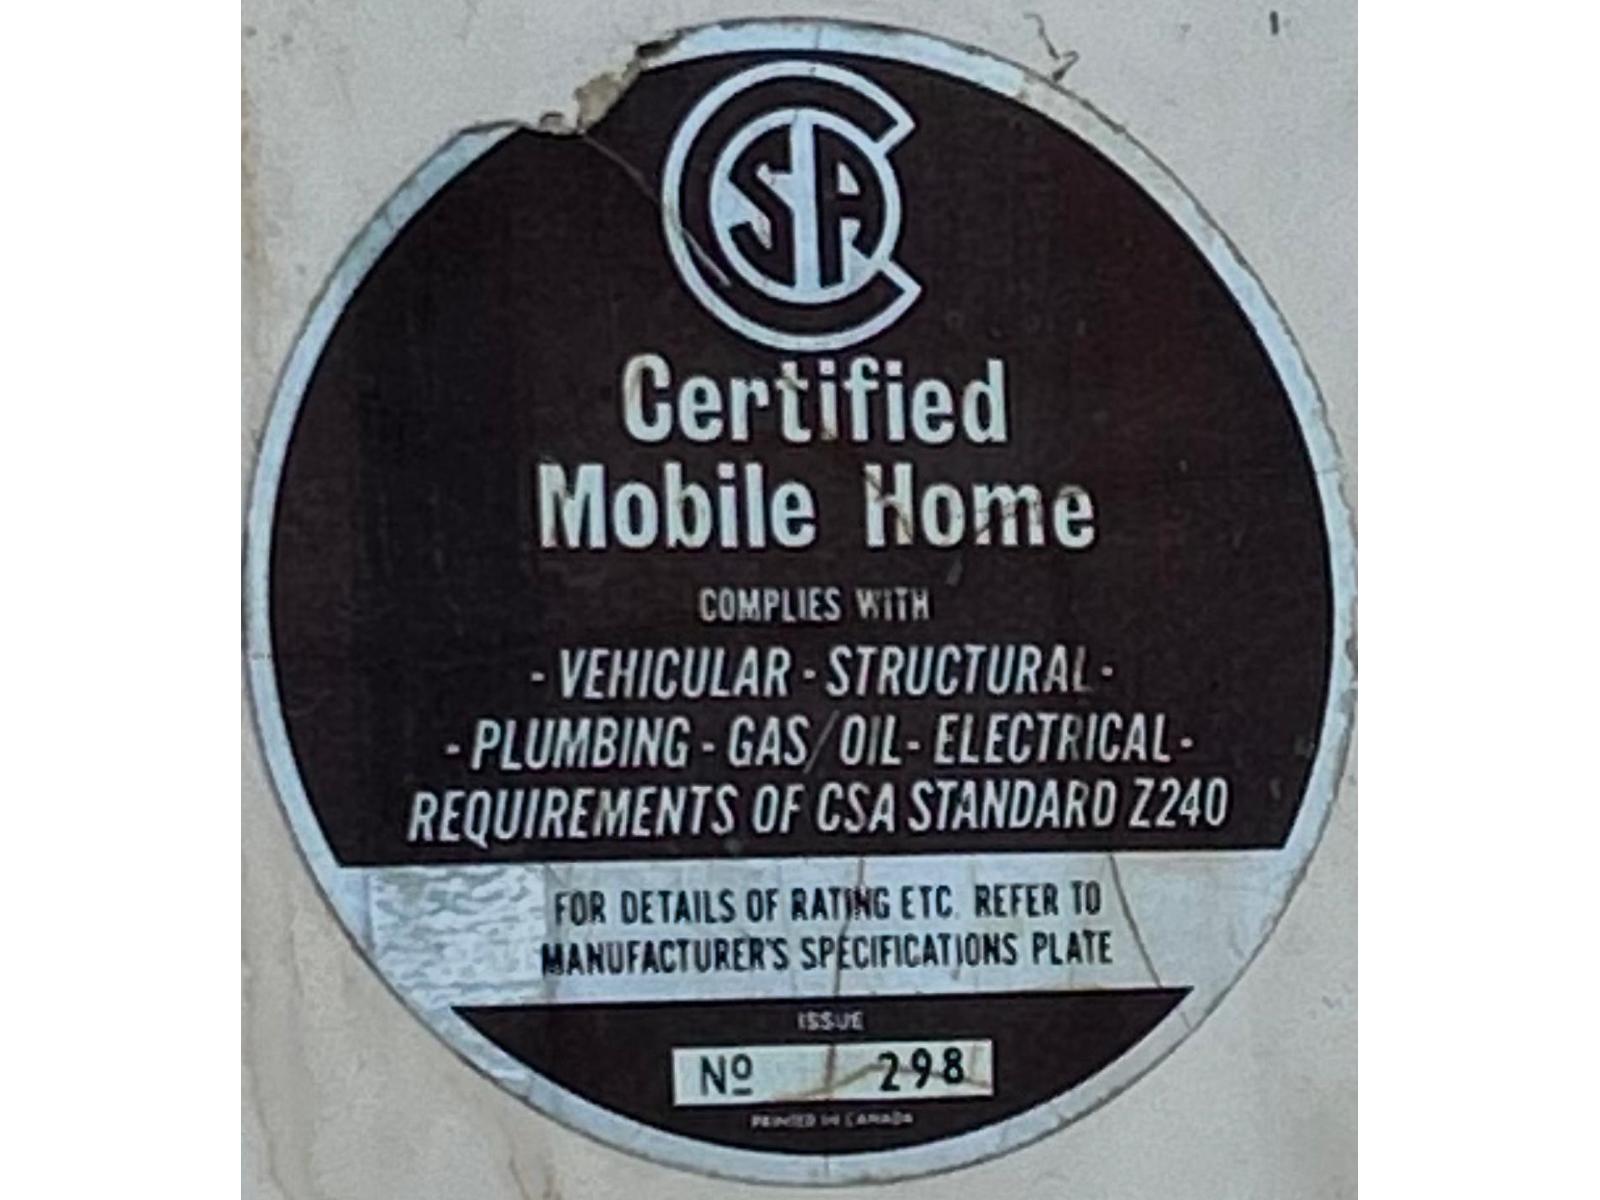 CSA
Certified
Mobile Home
COMPLIES WITH
- VEHICULAR - STRUCTURAL -
- PLUMBING - GAS/OIL - ELECTRICAL -
REQUIREMENTS OF CSA STANDARD Z240
FOR DETAILS OF RATING ETC. REFER TO
MANUFACTURER'S SPECIFICATIONS PLATE
ISSUE
Nº 298
PRINTED IN CANADA